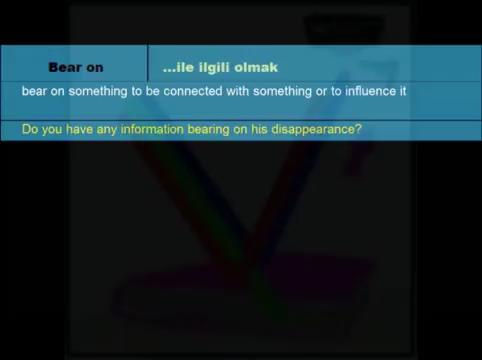 Bear on ...ile ilgili olmak
bear on something to be connected with something or to influence it
Do you have any information bearing on his disappearance?